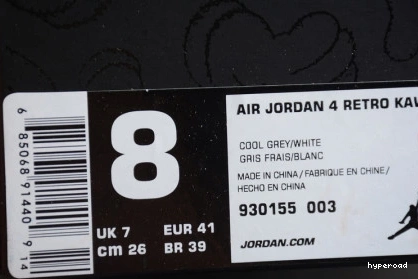 AIR JORDAN 4 RETRO KAW
COOL GREY/WHITE
GRIS FRAIS/BLANC
MADE IN CHINA / FABRIQUE EN CHINE /
HECHO EN CHINA
930155 003
JORDAN.COM
8
UK 7 EUR 41
cm 26 BR 39
6 85068 91440 9 14
hyperoad